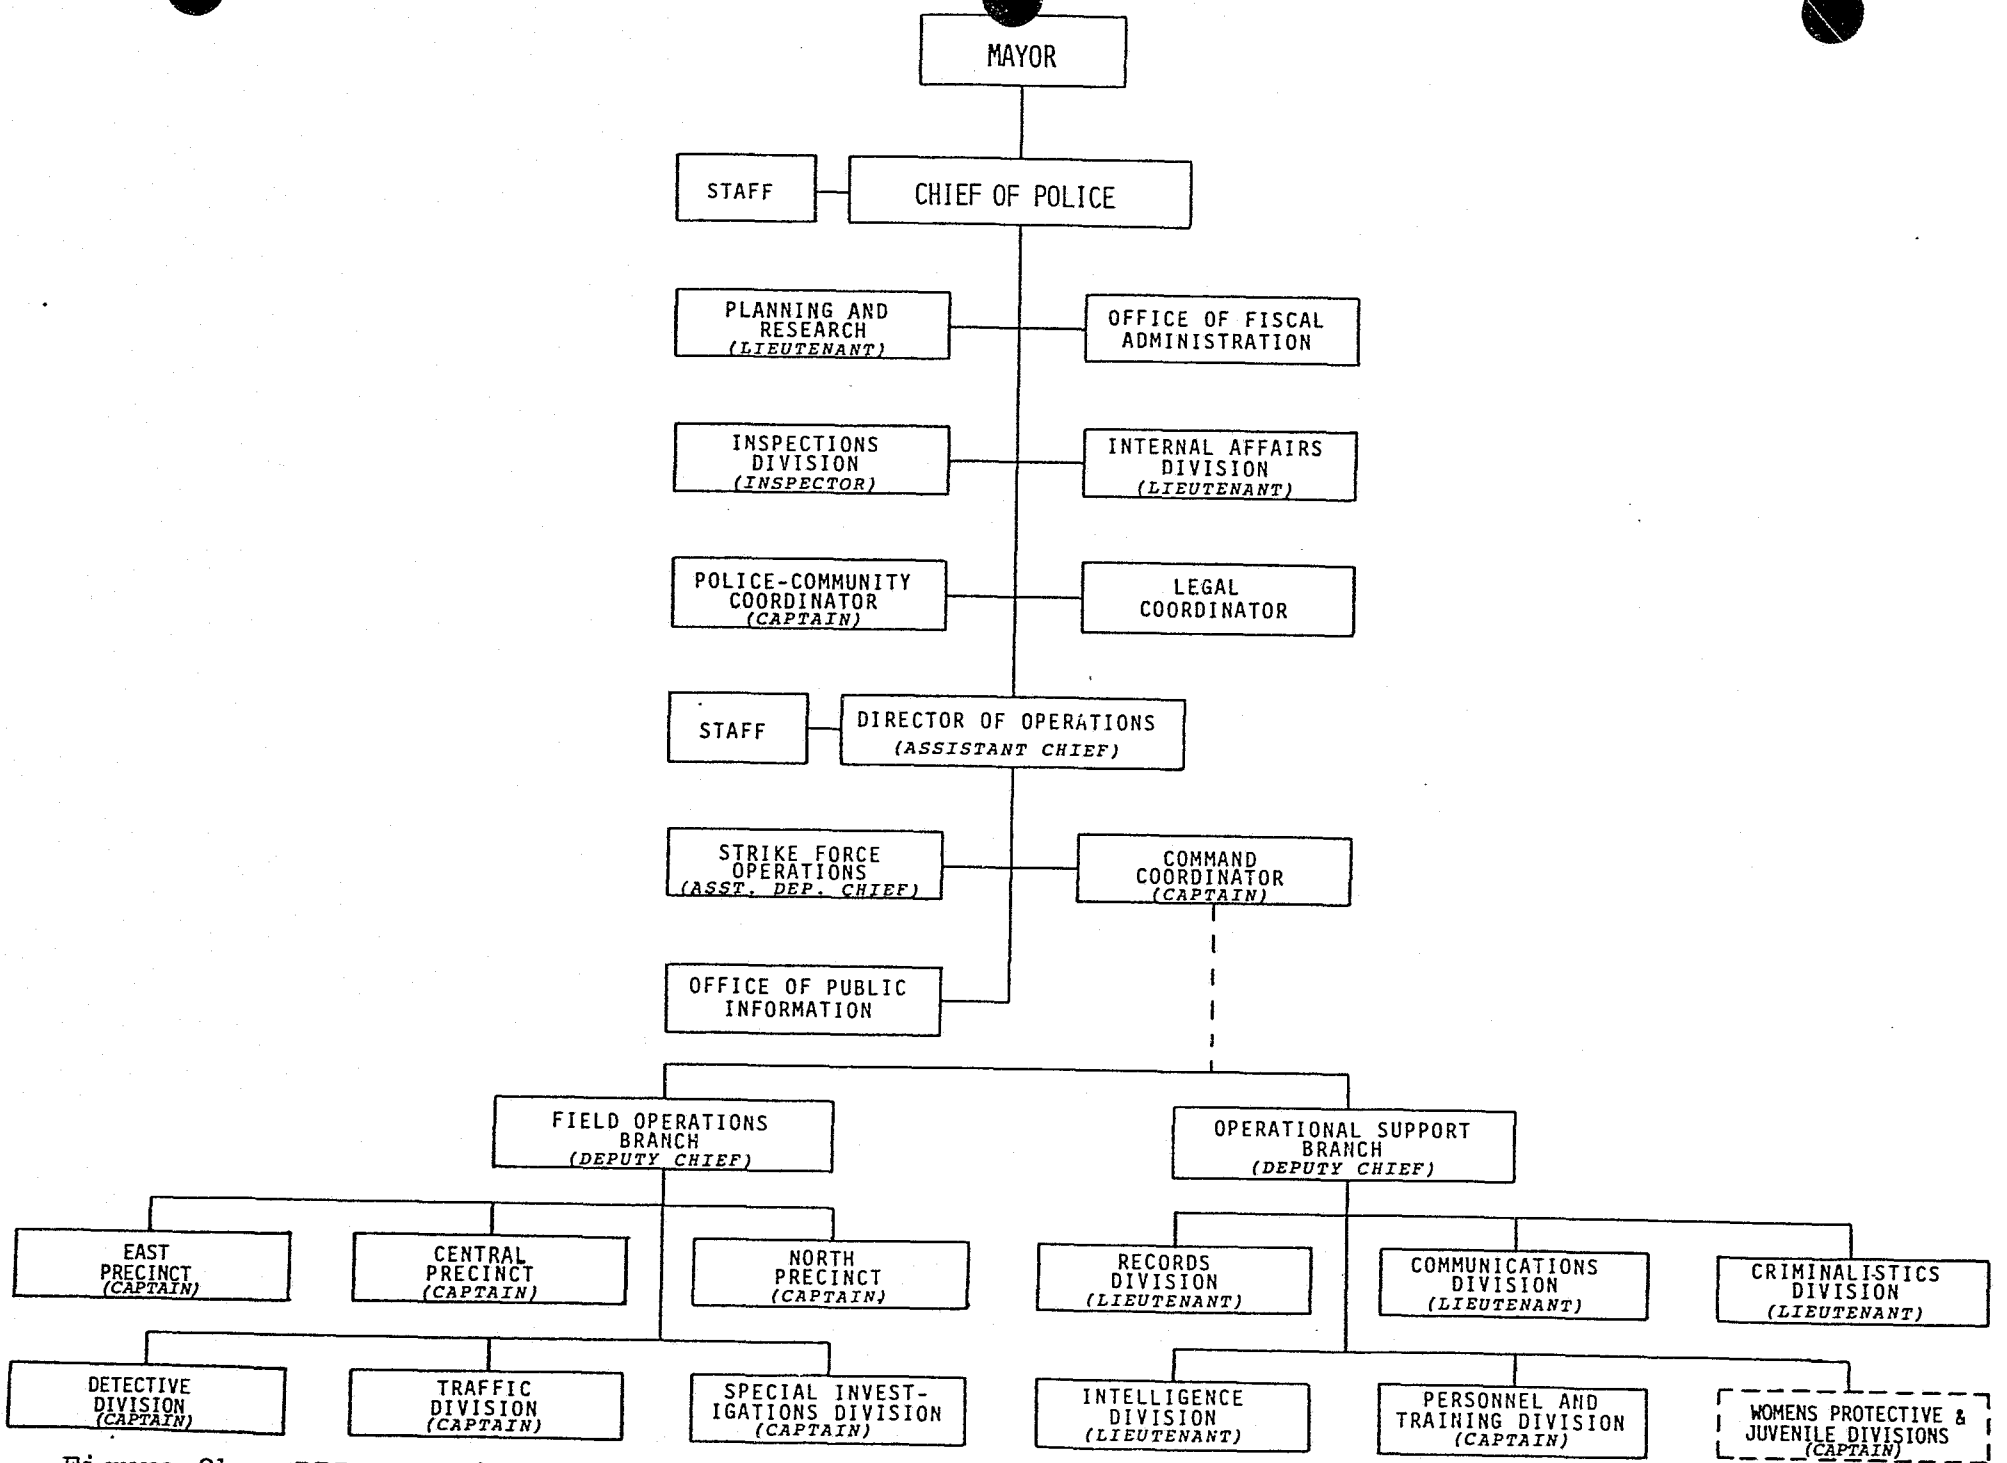 MAYOR
STAFF
CHIEF OF POLICE
PLANNING AND
RESEARCH
(LIEUTENANT)
OFFICE OF FISCAL
ADMINISTRATION
INSPECTIONS
DIVISION
(INSPECTOR)
INTERNAL AFFAIRS
DIVISION
(LIEUTENANT)
POLICE-COMMUNITY
COORDINATOR
(CAPTAIN)
LEGAL
COORDINATOR
STAFF
DIRECTOR OF OPERATIONS
(ASSISTANT CHIEF)
STRIKE FORCE
OPERATIONS
(ASST. DEP. CHIEF)
COMMAND
COORDINATOR
(CAPTAIN)
OFFICE OF PUBLIC
INFORMATION
FIELD OPERATIONS
BRANCH
(DEPUTY CHIEF)
OPERATIONAL SUPPORT
BRANCH
(DEPUTY CHIEF)
EAST
PRECINCT
(CAPTAIN)
CENTRAL
PRECINCT
(CAPTAIN)
NORTH
PRECINCT
(CAPTAIN)
RECORDS
DIVISION
(LIEUTENANT)
COMMUNICATIONS
DIVISION
(LIEUTENANT)
CRIMINALISTICS
DIVISION
(LIEUTENANT)
DETECTIVE
DIVISION
(CAPTAIN)
TRAFFIC
DIVISION
(CAPTAIN)
SPECIAL INVEST-
IGATIONS DIVISION
(CAPTAIN)
INTELLIGENCE
DIVISION
(LIEUTENANT)
PERSONNEL AND
TRAINING DIVISION
(CAPTAIN)
WOMENS PROTECTIVE &
JUVENILE DIVISIONS
(CAPTAIN)
Figure